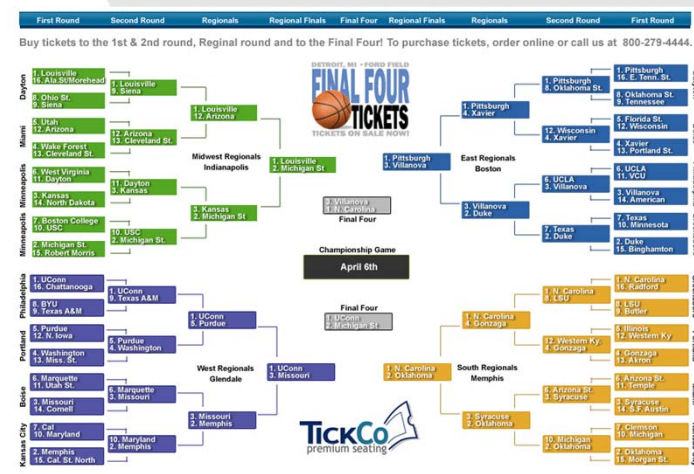 First Round Second Round Regionals Regional FInals Final Four Regional Finals Regionals Second Round First Round
Buy tickets to the 1st & 2nd round, Reginal round and to the Final Four! To purchase tickets, order online or call us at 800-279-4444.
Dayton
1. Louisville
16. Ala.St/Morehead
8. Ohio St.
9. Siena
Miami
5. Utah
12. Arizona
4. Wake Forest
13. Cleveland St.
Minneapolis
6. West Virginia
11. Dayton
3. Kansas
14. North Dakota
Minneapolis
7. Boston College
10. USC
2. Michigan St.
15. Robert Morris
1. Louisville
9. Siena
12. Arizona
13. Cleveland St.
11. Dayton
3. Kansas
10. USC
2. Michigan St.
1. Louisville
12. Arizona
3. Kansas
2. Michigan St
Midwest Regionals
Indianapolis
1. Louisville
2. Michigan St
DETROIT, MI • FORD FIELD
FINAL FOUR
TICKETS
TICKETS ON SALE NOW!
3. Villanova
1. N. Carolina
Final Four
Championship Game
April 6th
Final Four
1. UConn
2. Michigan St
1. Pittsburgh
3. Villanova
East Regionals
Boston
1. Pittsburgh
4. Xavier
3. Villanova
2. Duke
1. Pittsburgh
8. Oklahoma St.
12. Wisconsin
4. Xavier
6. UCLA
3. Villanova
7. Texas
2. Duke
1. Pittsburgh
16. E. Tenn. St.
8. Oklahoma St.
9. Tennessee
5. Florida St.
12. Wisconsin
4. Xavier
13. Portland St.
6. UCLA
11. VCU
3. Villanova
14. American
7. Texas
10. Minnesota
2. Duke
15. Binghamton
Philadelphia
1. UConn
16. Chattanooga
8. BYU
9. Texas A&M
Portland
5. Purdue
12. N. Iowa
4. Washington
13. Miss. St.
Boise
6. Marquette
11. Utah St.
3. Missouri
14. Cornell
Kansas City
7. Cal
10. Maryland
2. Memphis
15. Cal. St. North
1. UConn
9. Texas A&M
5. Purdue
4. Washington
6. Marquette
3. Missouri
10. Maryland
2. Memphis
1. UConn
5. Purdue
3. Missouri
2. Memphis
West Regionals
Glendale
1. UConn
3. Missouri
TickCo
premium seating
1. N. Carolina
2. Oklahoma
South Regionals
Memphis
1. N. Carolina
4. Gonzaga
3. Syracuse
2. Oklahoma
1. N. Carolina
8. LSU
12. Western Ky.
4. Gonzaga
6. Arizona St.
3. Syracuse
10. Michigan
2. Oklahoma
1. N. Carolina
16. Radford
8. LSU
9. Butler
5. Illinois
12. Western Ky
4. Gonzaga
13. Akron
6. Arizona St.
11. Temple
3. Syracuse
14. S.F. Austin
7. Clemson
10. Michigan
2. Oklahoma
15. Morgan St.